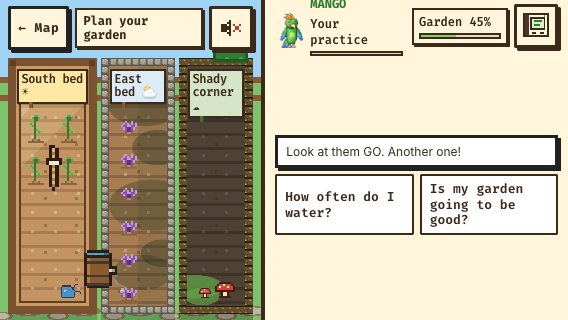 ← Map
Plan your
garden
South bed
East
bed
Shady
corner
MANGO
Your
practice
Garden 45%
Look at them GO. Another one!
How often do I
water?
Is my garden
going to be
good?